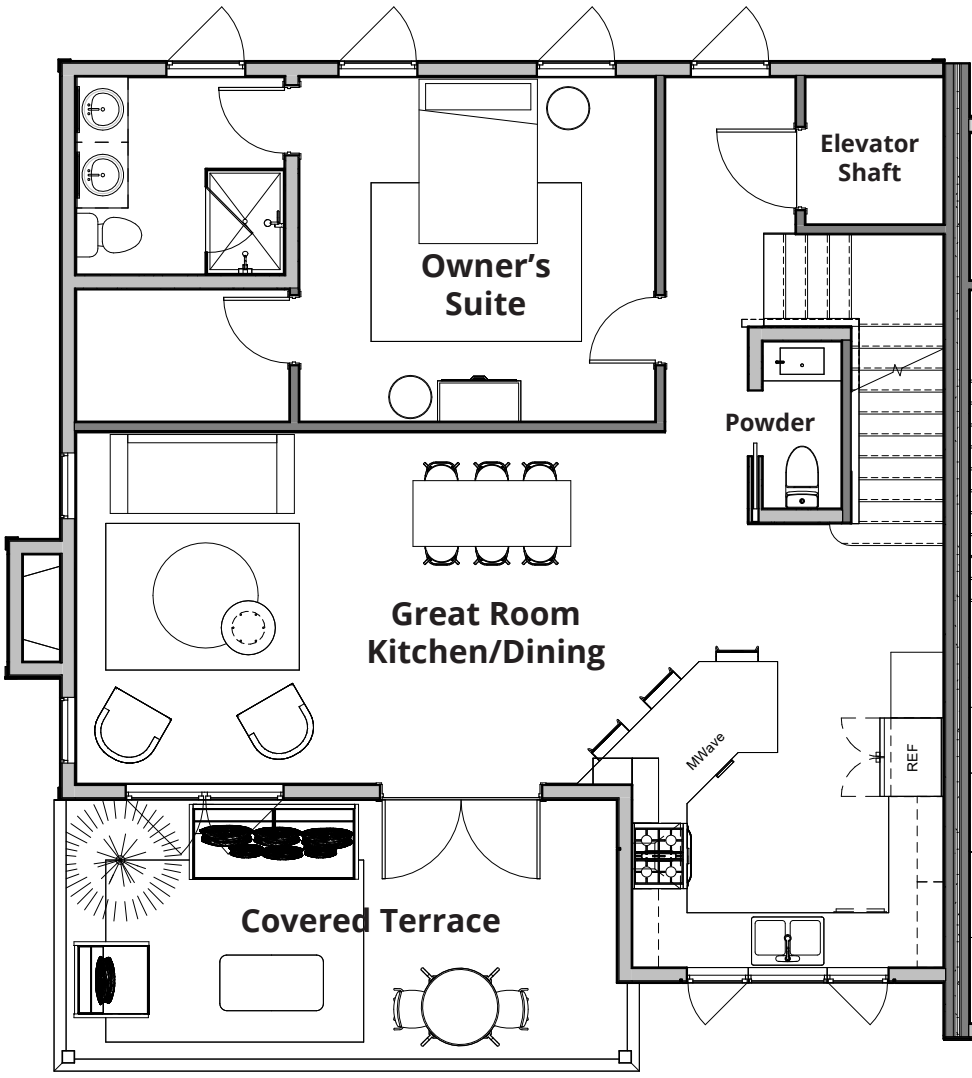 Elevator
Shaft
Owner’s
Suite
Powder
Great Room
Kitchen/Dining
MWave
REF
Covered Terrace